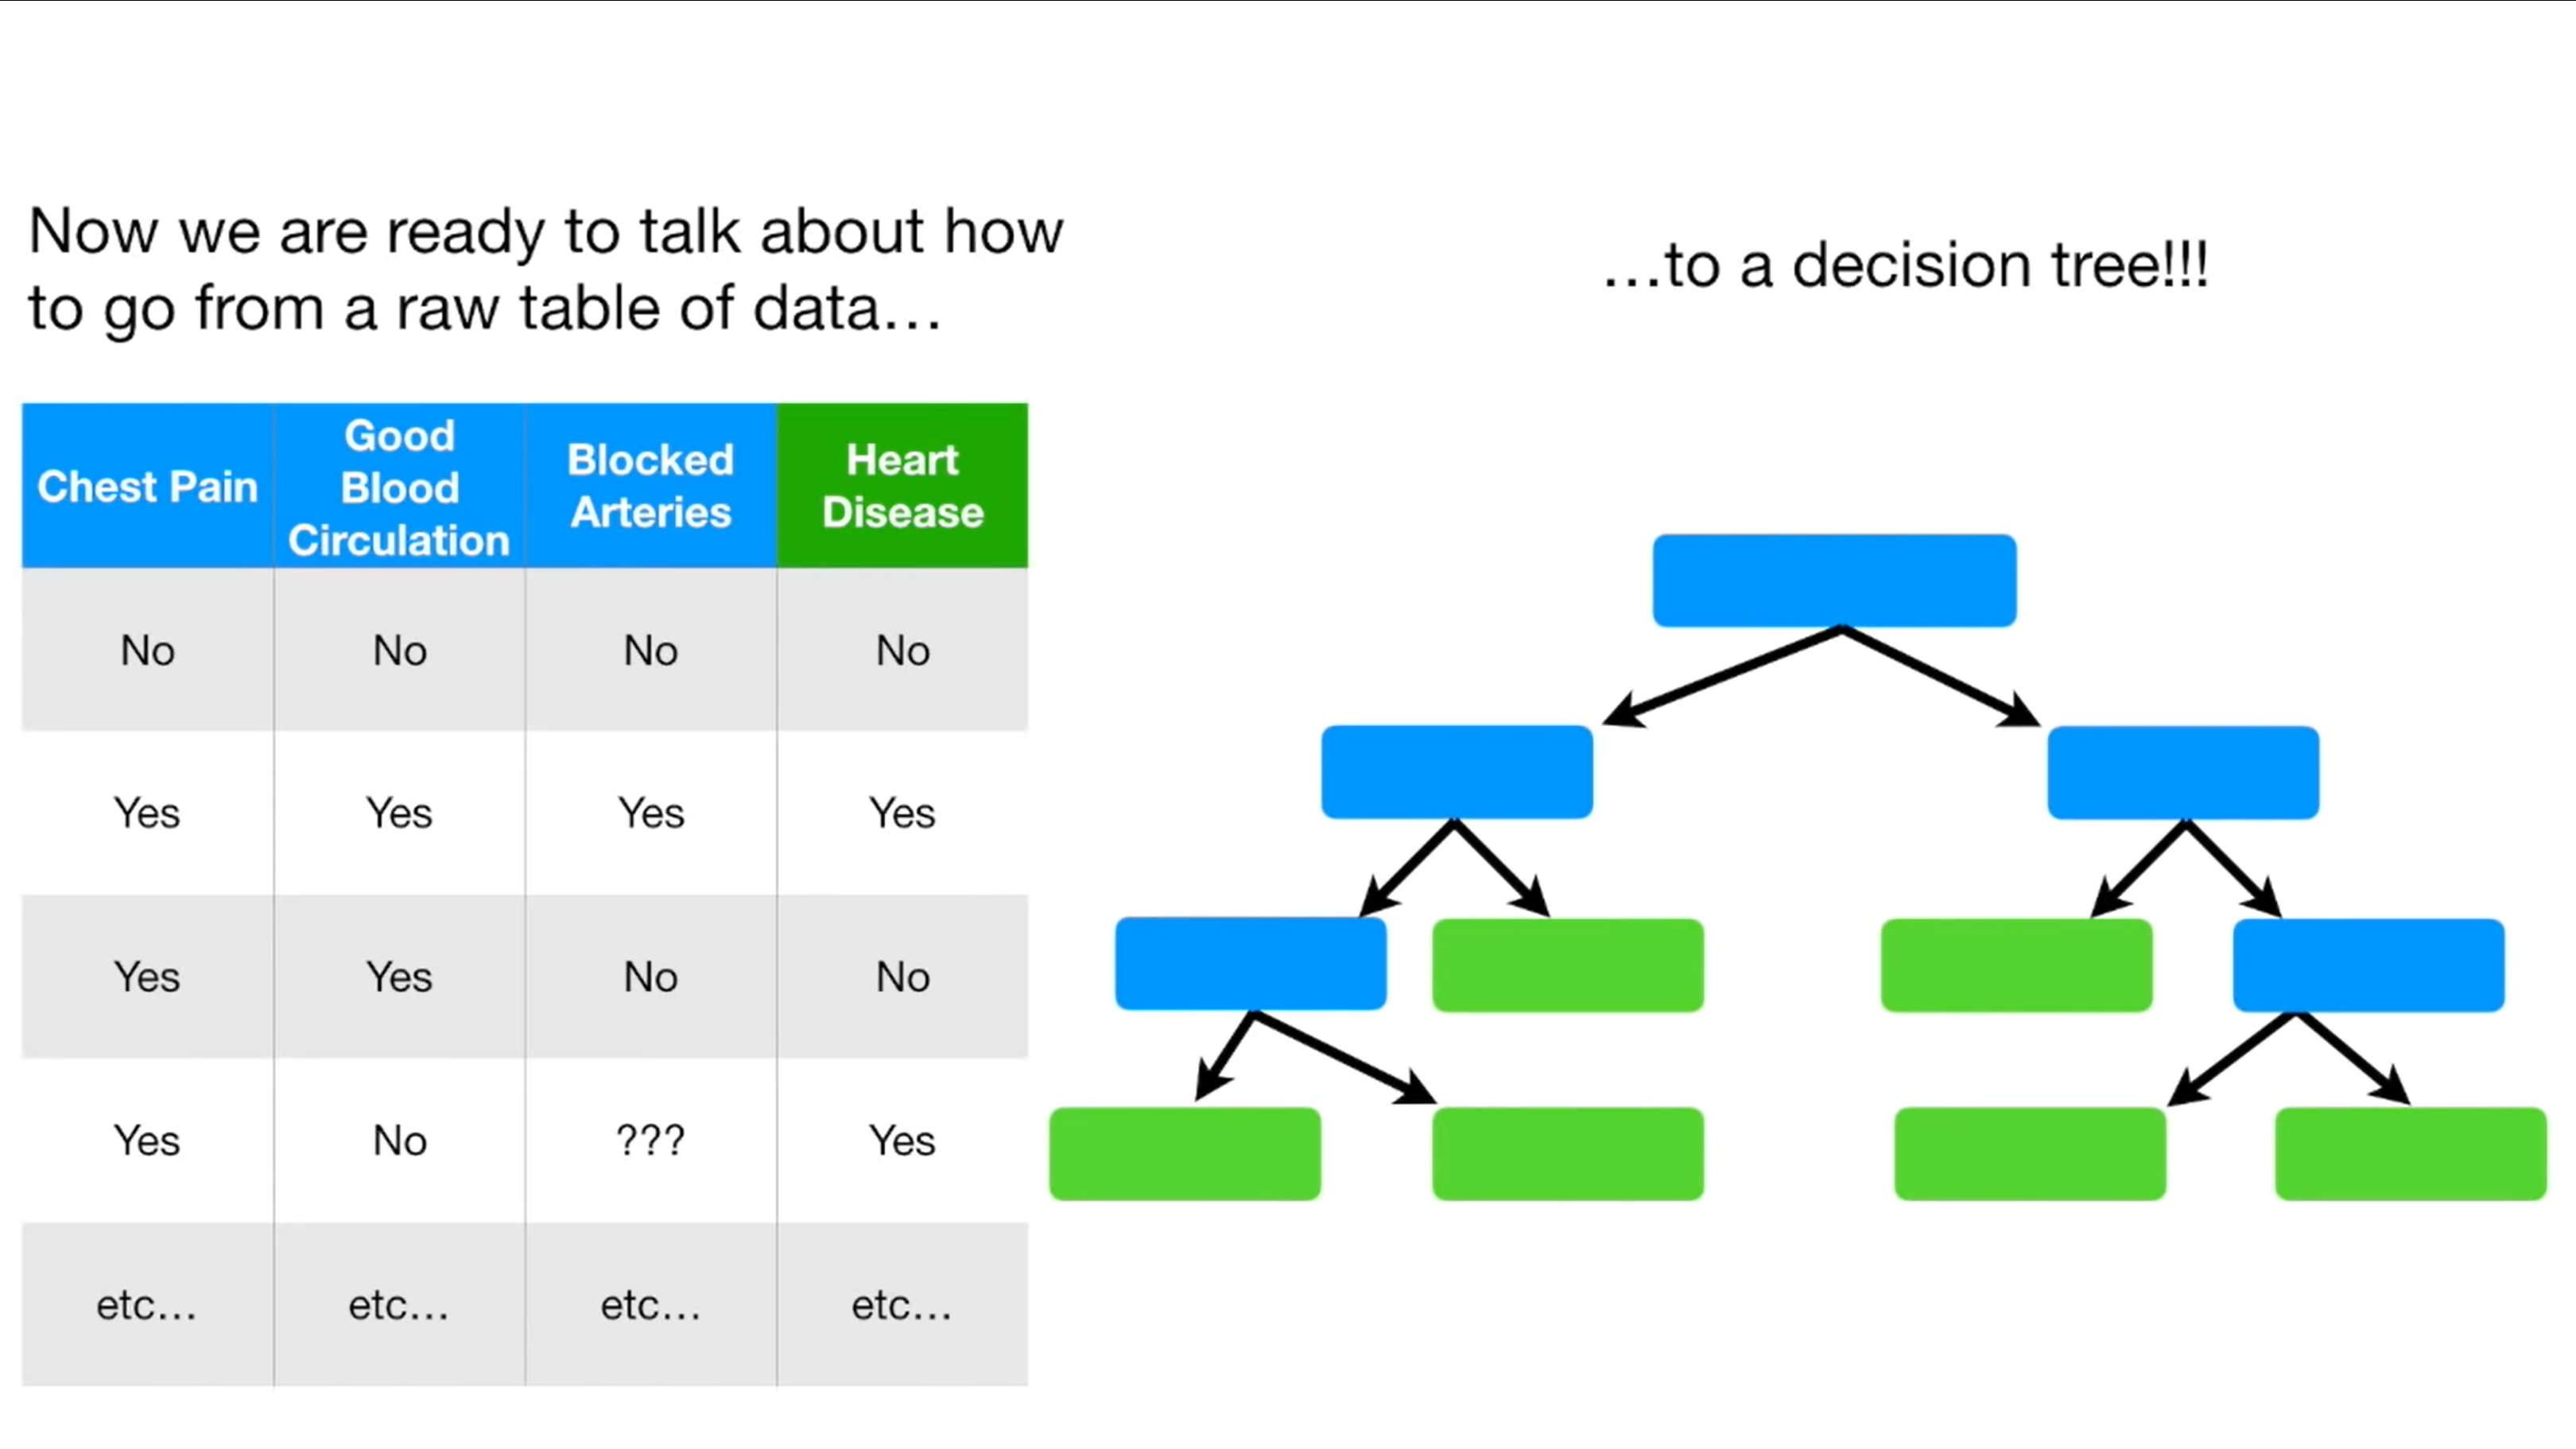 Now we are ready to talk about how
to go from a raw table of data...
...to a decision tree!!!
Chest Pain
Good
Blood
Circulation
Blocked
Arteries
Heart
Disease
No No No No
Yes Yes Yes Yes
Yes Yes No No
Yes No ??? Yes
etc... etc... etc... etc...